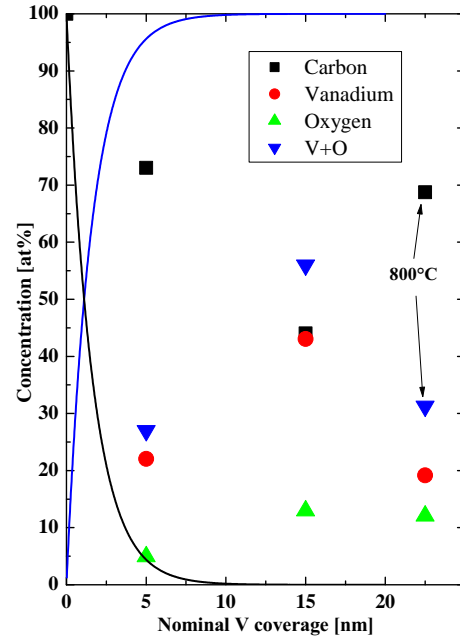 100
90
80
70
60
50
40
30
20
10
0
Concentration [at%]
Carbon
Vanadium
Oxygen
V+O
800°C
0
5
10
15
20
Nominal V coverage [nm]